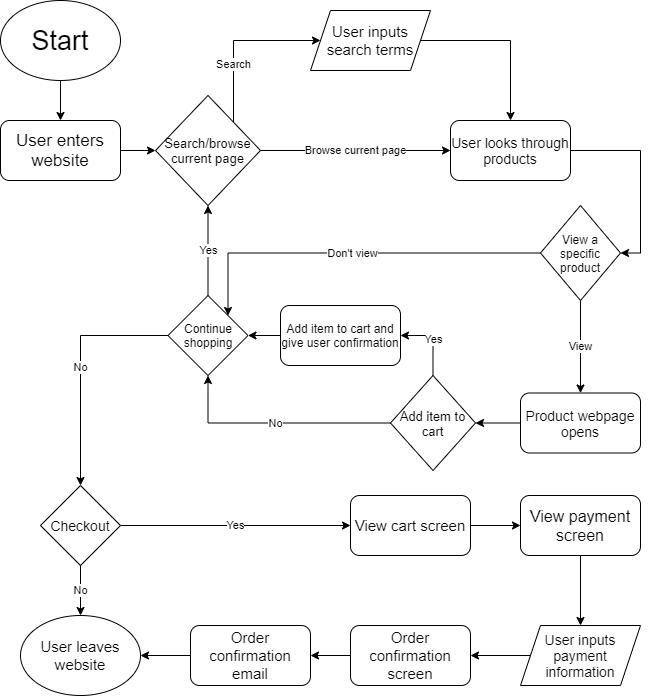 Start
User inputs
search terms
Search
User enters
website
Search/browse
current page
Browse current page
User looks through
products
View a
specific
product
Yes
Don't view
Continue
shopping
Add item to cart and
give user confirmation
Yes
View
No
Add item to
cart
No
Product webpage
opens
Checkout
Yes
View cart screen
View payment
screen
No
User leaves
website
Order
confirmation
email
Order
confirmation
screen
User inputs
payment
information